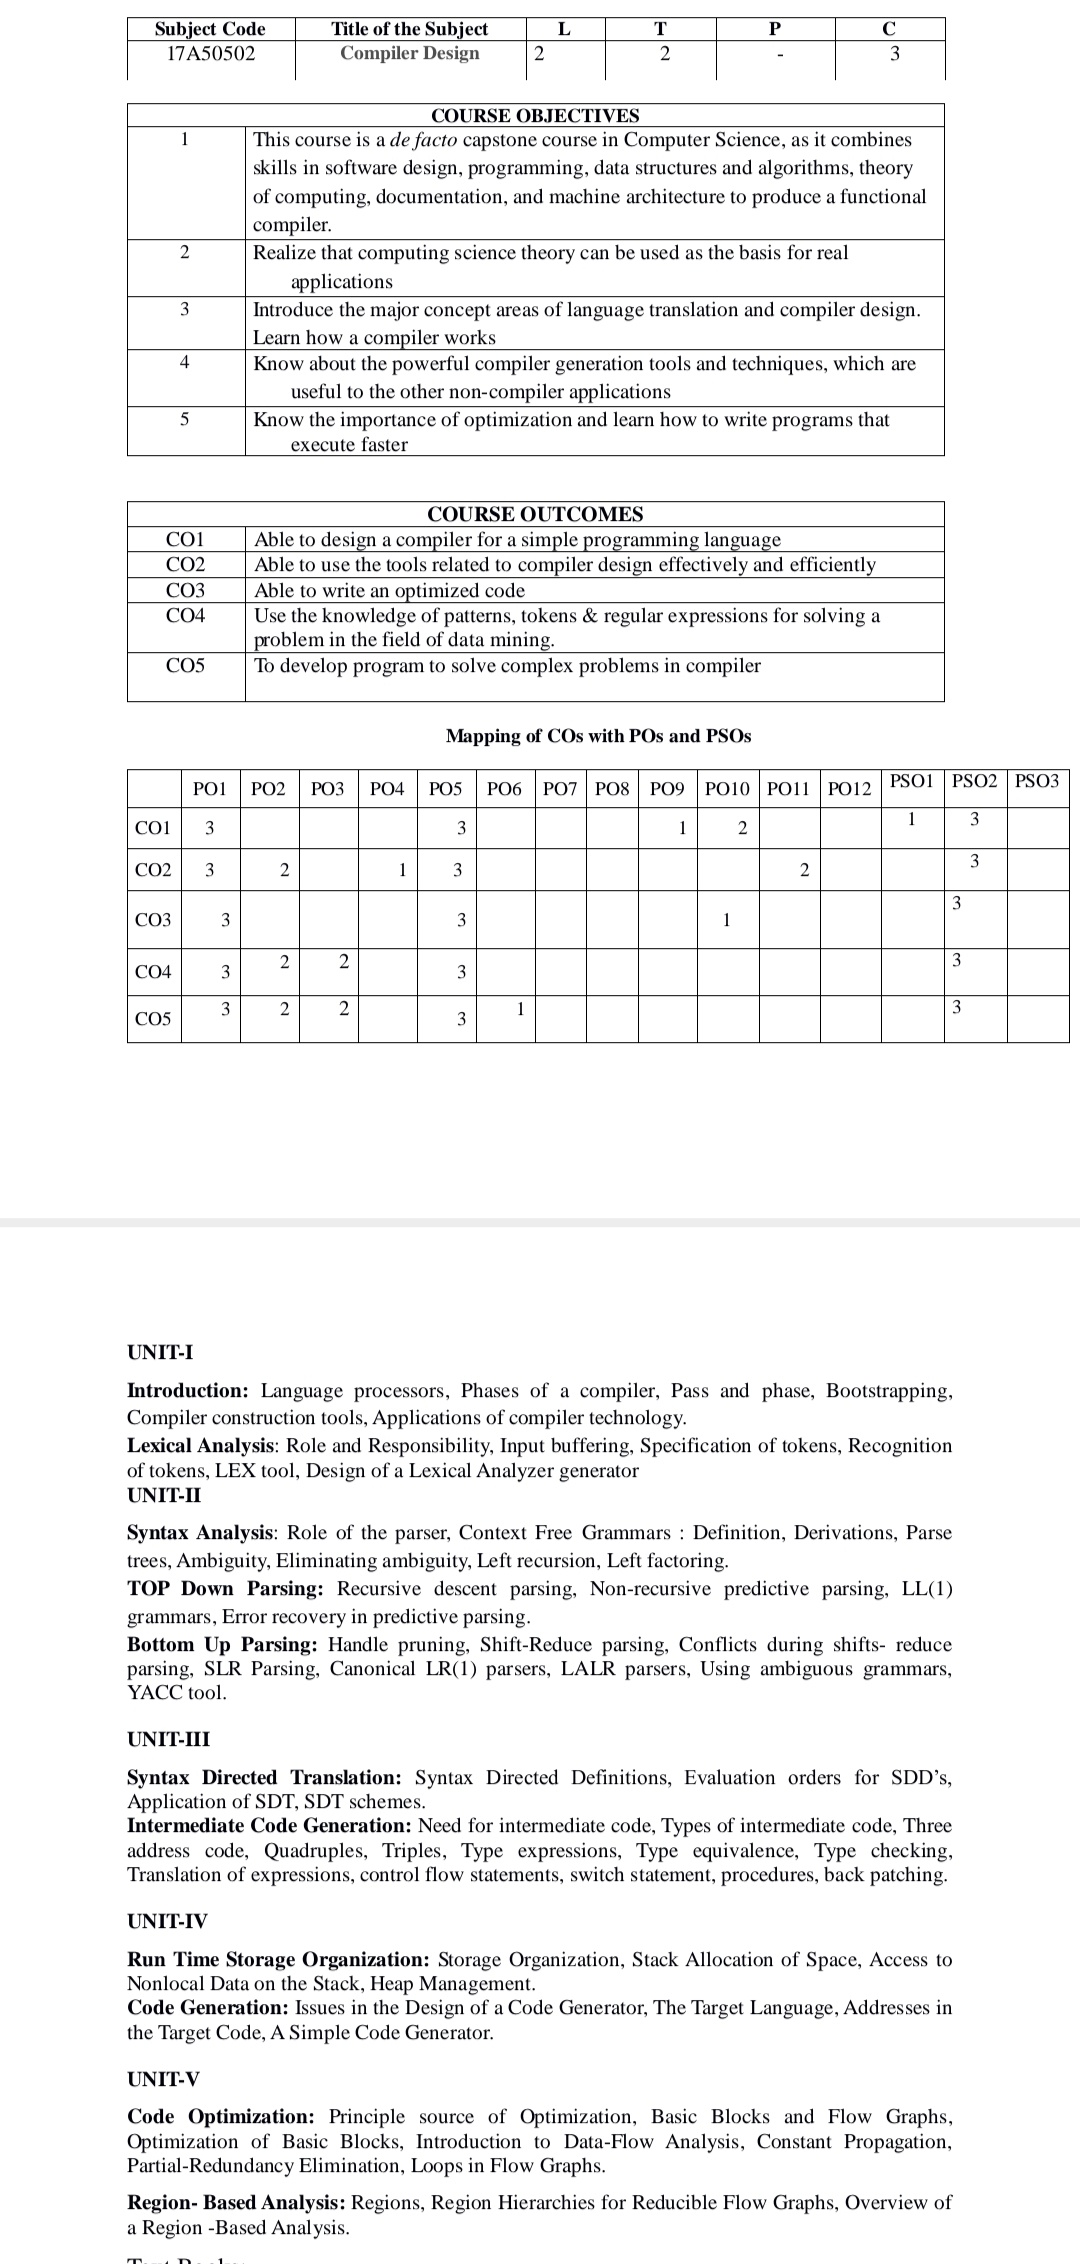 Subject Code Title of the Subject L T P C
17A50502 Compiler Design 2 2 - 3
COURSE OBJECTIVES
1 This course is a de facto capstone course in Computer Science, as it combines
skills in software design, programming, data structures and algorithms, theory
of computing, documentation, and machine architecture to produce a functional
compiler.
2 Realize that computing science theory can be used as the basis for real
applications
3 Introduce the major concept areas of language translation and compiler design.
Learn how a compiler works
4 Know about the powerful compiler generation tools and techniques, which are
useful to the other non-compiler applications
5 Know the importance of optimization and learn how to write programs that
execute faster
COURSE OUTCOMES
CO1 Able to design a compiler for a simple programming language
CO2 Able to use the tools related to compiler design effectively and efficiently
CO3 Able to write an optimized code
CO4 Use the knowledge of patterns, tokens & regular expressions for solving a
problem in the field of data mining.
CO5 To develop program to solve complex problems in compiler
Mapping of COs with POs and PSOs
PO1 PO2 PO3 PO4 PO5 PO6 PO7 PO8 PO9 PO10 PO11 PO12 PSO1 PSO2 PSO3
CO1 3 3 1 2 1 3
CO2 3 2 1 3 2 3
CO3 3 3 1 3
CO4 3 2 2 3 3
CO5 3 2 2 3 1 3
UNIT-I
Introduction: Language processors, Phases of a compiler, Pass and phase, Bootstrapping,
Compiler construction tools, Applications of compiler technology.
Lexical Analysis: Role and Responsibility, Input buffering, Specification of tokens, Recognition
of tokens, LEX tool, Design of a Lexical Analyzer generator
UNIT-II
Syntax Analysis: Role of the parser, Context Free Grammars : Definition, Derivations, Parse
trees, Ambiguity, Eliminating ambiguity, Left recursion, Left factoring.
TOP Down Parsing: Recursive descent parsing, Non-recursive predictive parsing, LL(1)
grammars, Error recovery in predictive parsing.
Bottom Up Parsing: Handle pruning, Shift-Reduce parsing, Conflicts during shifts- reduce
parsing, SLR Parsing, Canonical LR(1) parsers, LALR parsers, Using ambiguous grammars,
YACC tool.
UNIT-III
Syntax Directed Translation: Syntax Directed Definitions, Evaluation orders for SDD’s,
Application of SDT, SDT schemes.
Intermediate Code Generation: Need for intermediate code, Types of intermediate code, Three
address code, Quadruples, Triples, Type expressions, Type equivalence, Type checking,
Translation of expressions, control flow statements, switch statement, procedures, back patching.
UNIT-IV
Run Time Storage Organization: Storage Organization, Stack Allocation of Space, Access to
Nonlocal Data on the Stack, Heap Management.
Code Generation: Issues in the Design of a Code Generator, The Target Language, Addresses in
the Target Code, A Simple Code Generator.
UNIT-V
Code Optimization: Principle source of Optimization, Basic Blocks and Flow Graphs,
Optimization of Basic Blocks, Introduction to Data-Flow Analysis, Constant Propagation,
Partial-Redundancy Elimination, Loops in Flow Graphs.
Region- Based Analysis: Regions, Region Hierarchies for Reducible Flow Graphs, Overview of
a Region -Based Analysis.